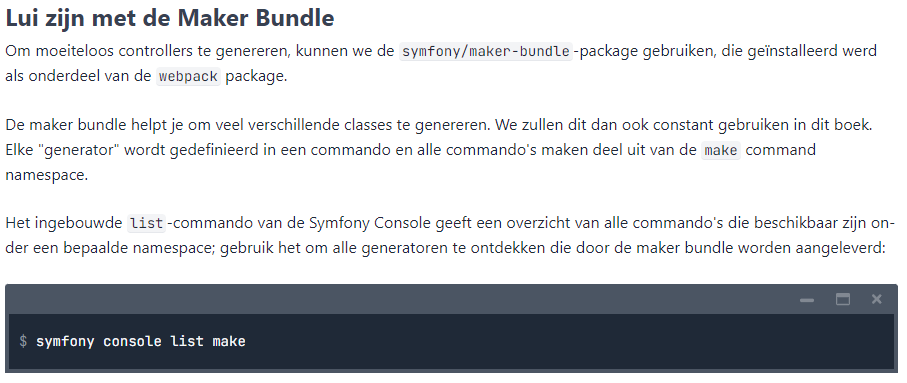 Lui zijn met de Maker Bundle
Om moeiteloos controllers te genereren, kunnen we de symfony/maker-bundle-package gebruiken, die geïnstalleerd werd
als onderdeel van de webpack package.
De maker bundle helpt je om veel verschillende classes te genereren. We zullen dit dan ook constant gebruiken in dit boek.
Elke "generator" wordt gedefinieerd in een commando en alle commando's maken deel uit van de make command
namespace.
Het ingebouwde list-commando van de Symfony Console geeft een overzicht van alle commando's die beschikbaar zijn on-
der een bepaalde namespace; gebruik het om alle generatoren te ontdekken die door de maker bundle worden aangeleverd:
$ symfony console list make